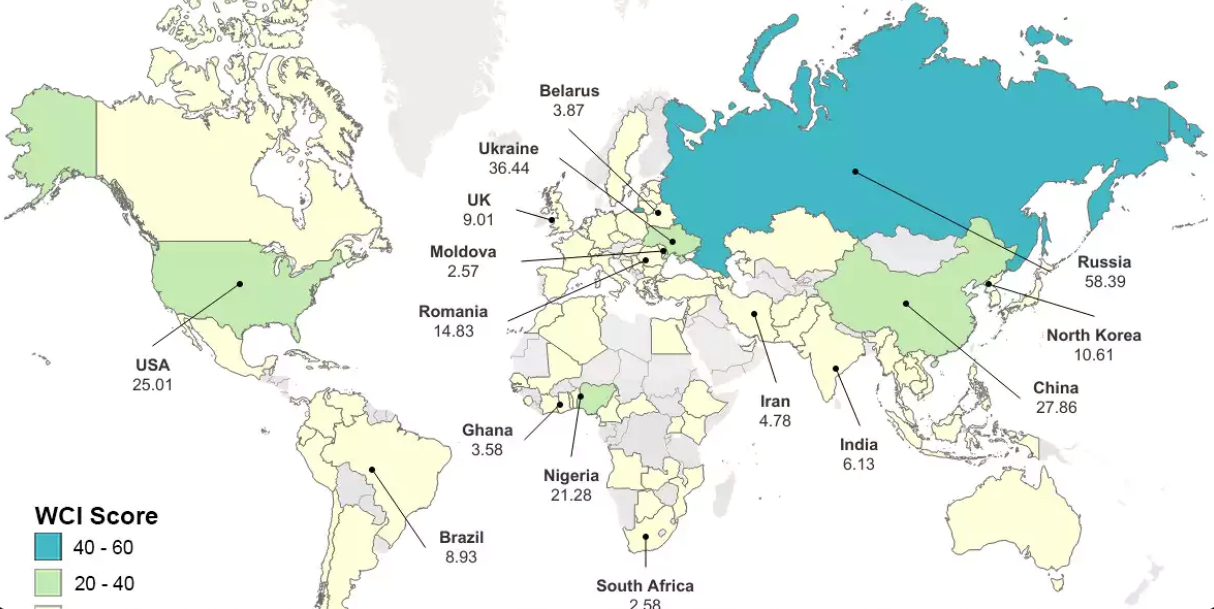 Belarus
3.87
Ukraine
36.44
UK
9.01
Moldova
2.57
Romania
14.83
Russia
58.39
North Korea
10.61
USA
25.01
China
27.86
Iran
4.78
Ghana
3.58
India
6.13
Nigeria
21.28
Brazil
8.93
South Africa
2.58
WCI Score
40 - 60
20 - 40